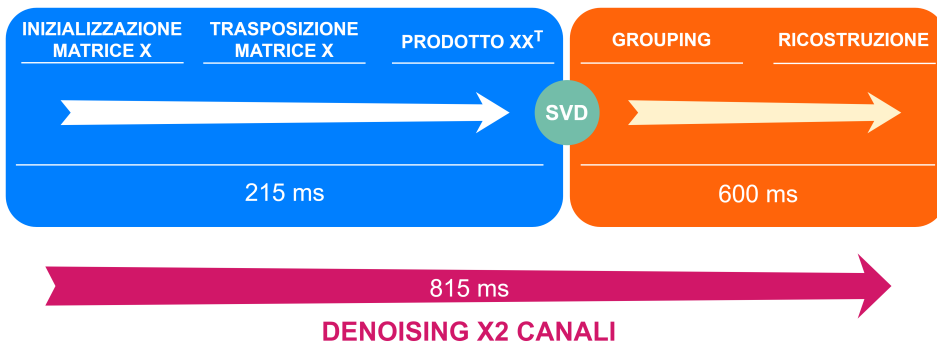 INIZIALIZZAZIONE
MATRICE X
TRASPOSIZIONE
MATRICE X
PRODOTTO XX^T
GROUPING
RICOSTRUZIONE
SVD
215 ms
600 ms
815 ms
DENOISING X2 CANALI